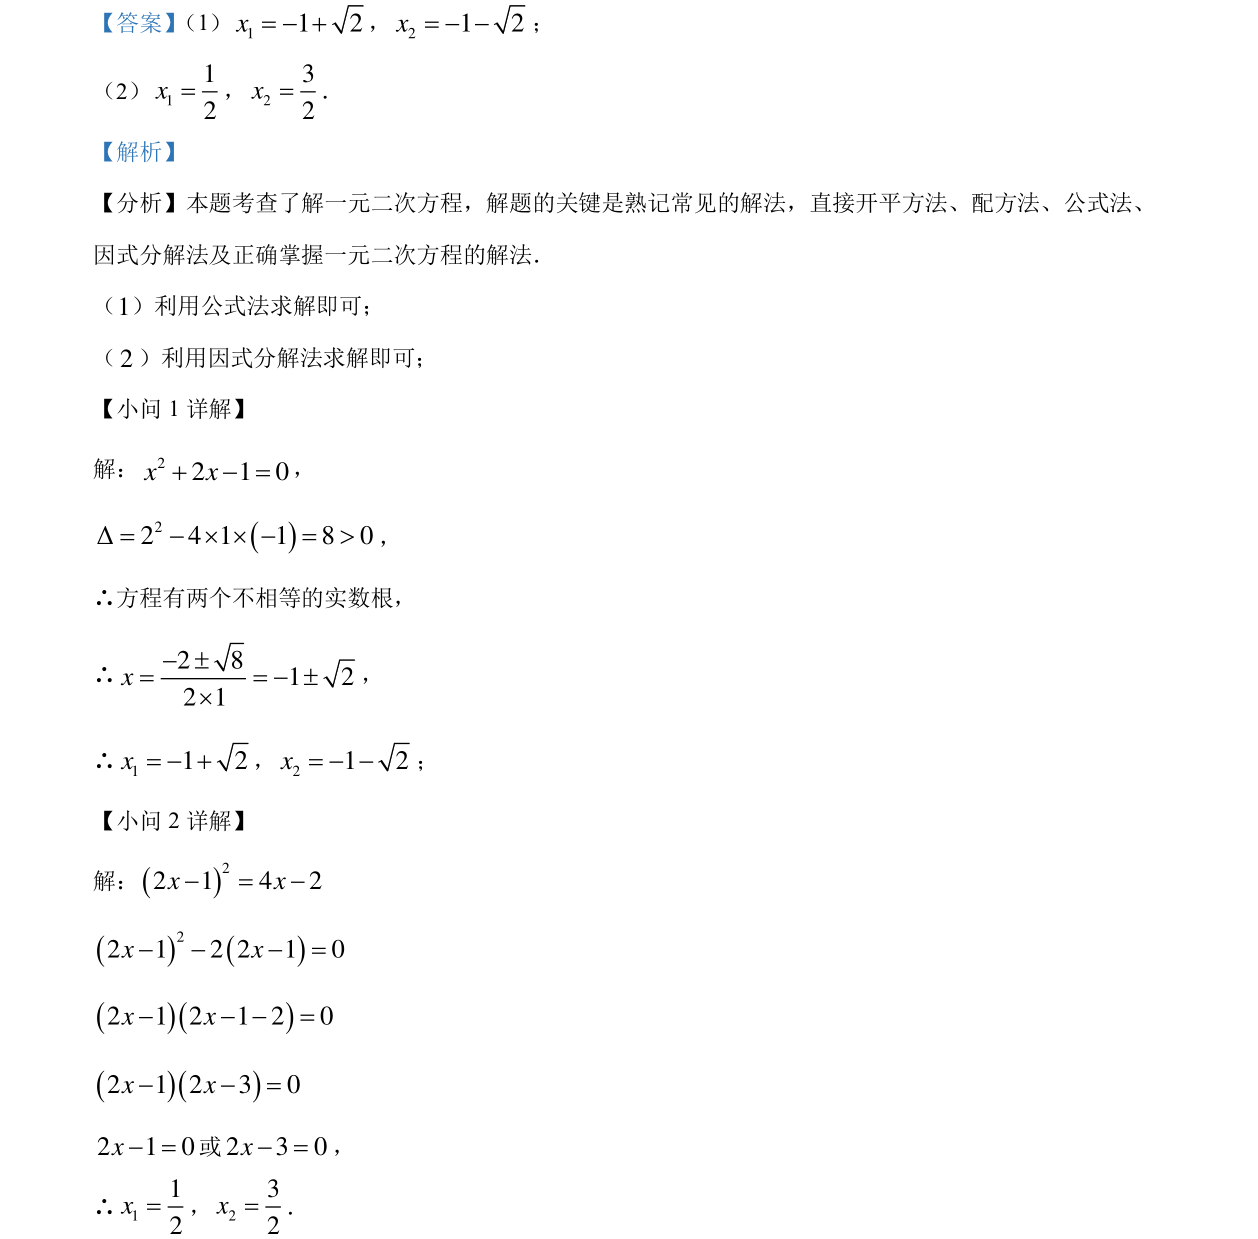 【答案】（1）x₁ = −1+√2，x₂ = −1−√2；
（2）x₁ = 1/2，x₂ = 3/2．
【解析】
【分析】本题考查了解一元二次方程，解题的关键是熟记常见的解法，直接开平方法、配方法、公式法、
因式分解法及正确掌握一元二次方程的解法．
（1）利用公式法求解即可；
（2）利用因式分解法求解即可；
【小问 1 详解】
解：x² + 2x − 1 = 0，
Δ = 2² − 4×1×(−1) = 8 > 0，
∴方程有两个不相等的实数根，
∴ x = (−2±√8)/(2×1) = −1±√2，
∴ x₁ = −1+√2，x₂ = −1−√2；
【小问 2 详解】
解：(2x−1)² = 4x − 2
(2x−1)² − 2(2x−1) = 0
(2x−1)(2x−1−2) = 0
(2x−1)(2x−3) = 0
2x−1 = 0或2x−3 = 0，
∴ x₁ = 1/2，x₂ = 3/2．